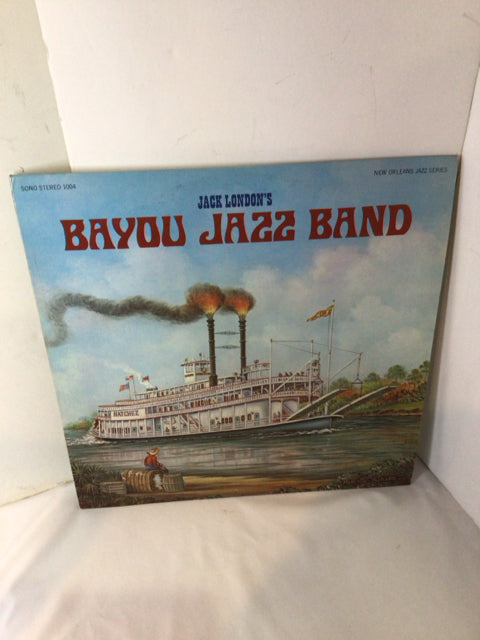 SONO STEREO 1004
NEW ORLEANS JAZZ SERIES
JACK LONDON'S
BAYOU JAZZ BAND
NATCHEZ